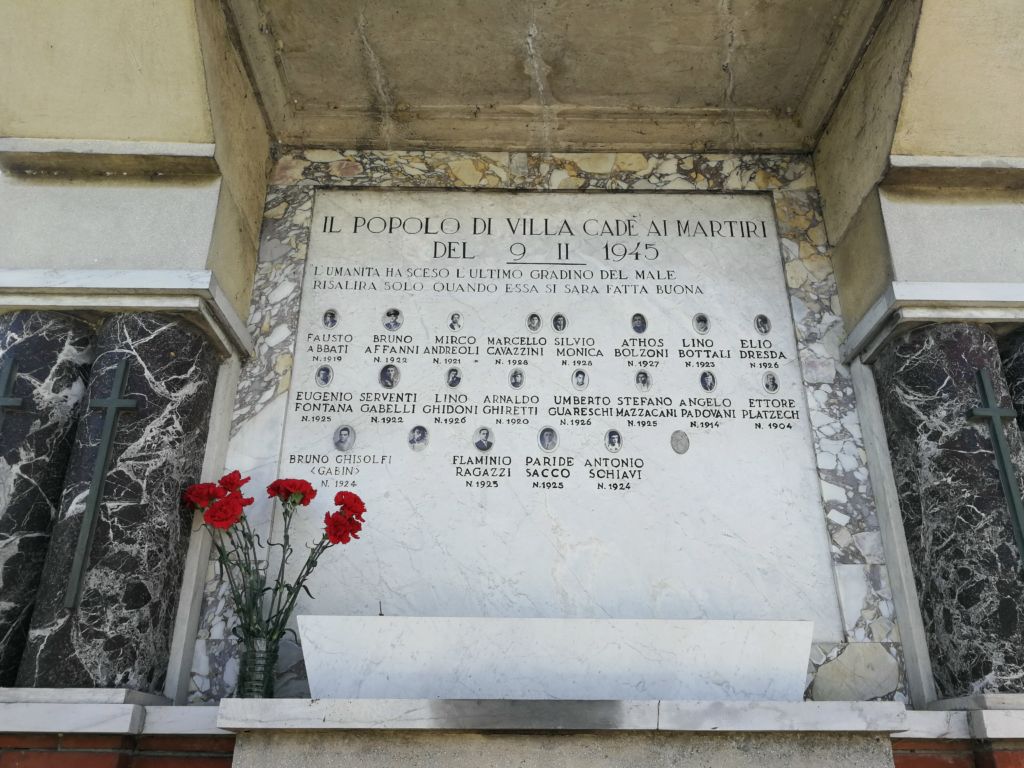 IL POPOLO DI VILLA CADÈ AI MARTIRI
DEL 9 II 1945
L'UMANITA HA SCESO L'ULTIMO GRADINO DEL MALE
RISALIRA SOLO QUANDO ESSA SI SARA FATTA BUONA
FAUSTO BRUNO MIRCO MARCELLO SILVIO ATHOS LINO ELIO
ABBATI AFFANNI ANDREOLI CAVAZZINI MONICA BOLZONI BOTTALI DRESDA
N. 1919 N. 1922 N. 1921 N. 1928 N. 1925 N. 1927 N. 1923 N. 1926
EUGENIO SERVENTI LINO ARNALDO UMBERTO STEFANO ANGELO ETTORE
FONTANA GABELLI GHIDONI GHIRETTI GUARESCHI MAZZACANI PADOVANI PLATZECH
N. 1925 N. 1922 N. 1926 N. 1920 N. 1926 N. 1925 N. 1914 N. 1904
BRUNO GHISOLFI FLAMINIO PARIDE ANTONIO
<GABIN> RAGAZZI SACCO SCHIAVI
N. 1924 N. 1925 N. 1925 N. 1924